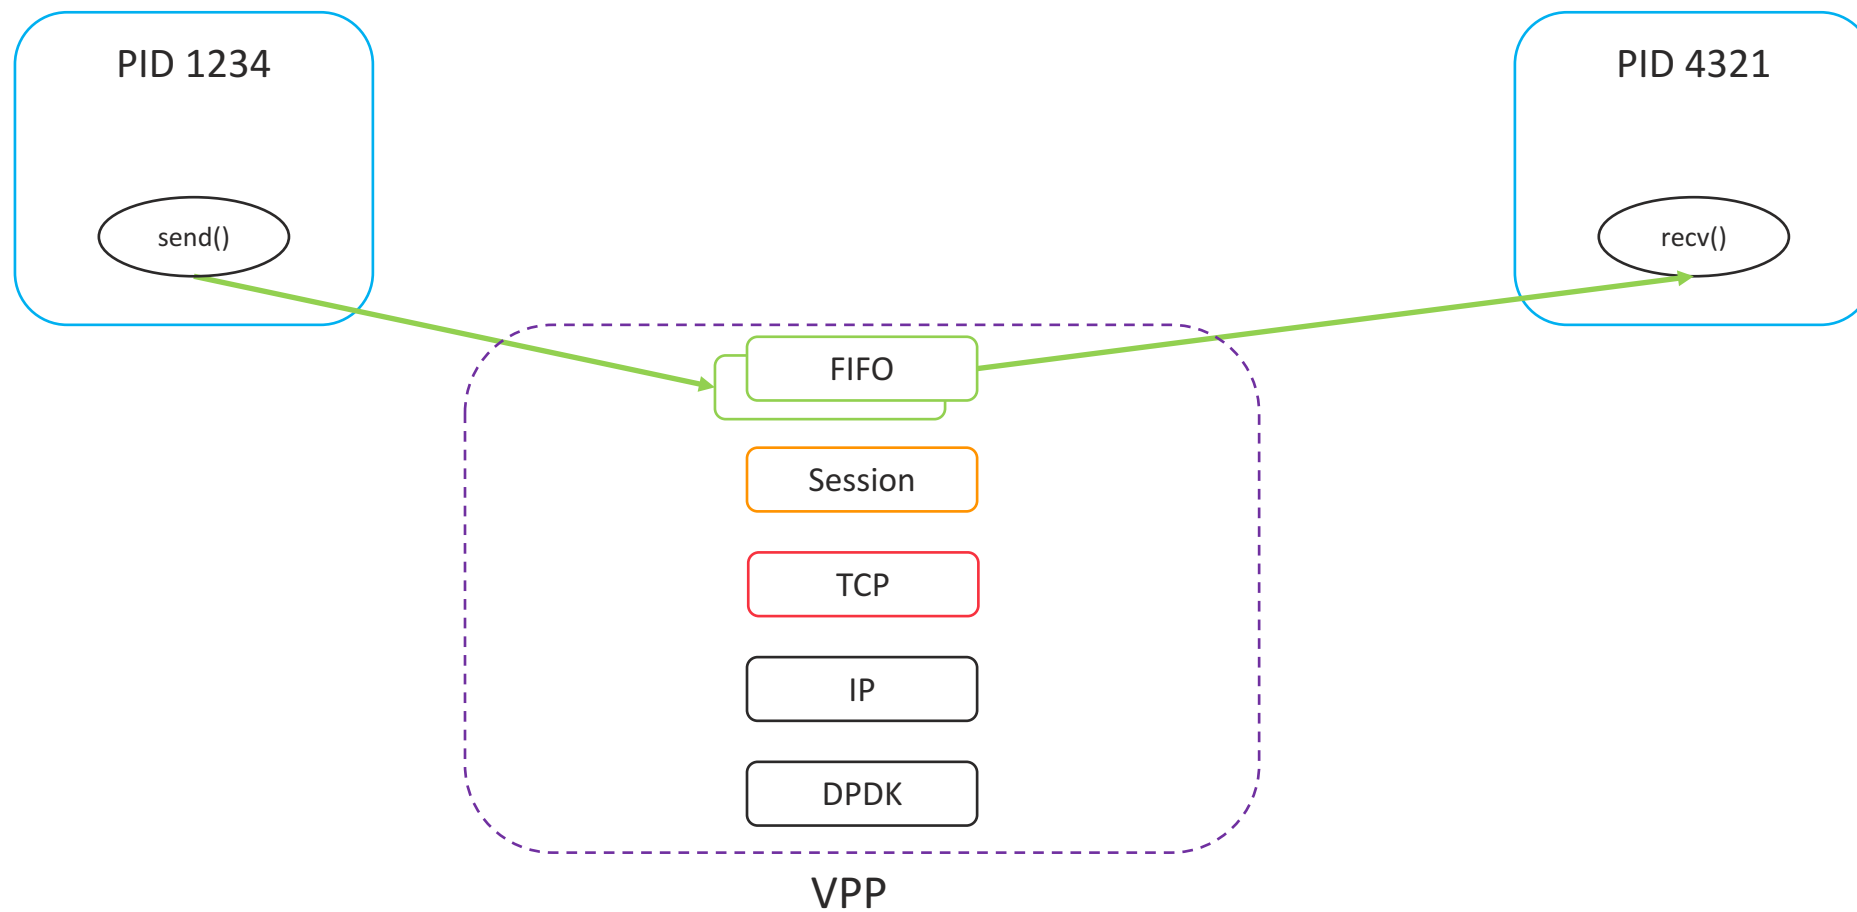 PID 1234
PID 4321
send()
recv()
FIFO
Session
TCP
IP
DPDK
VPP